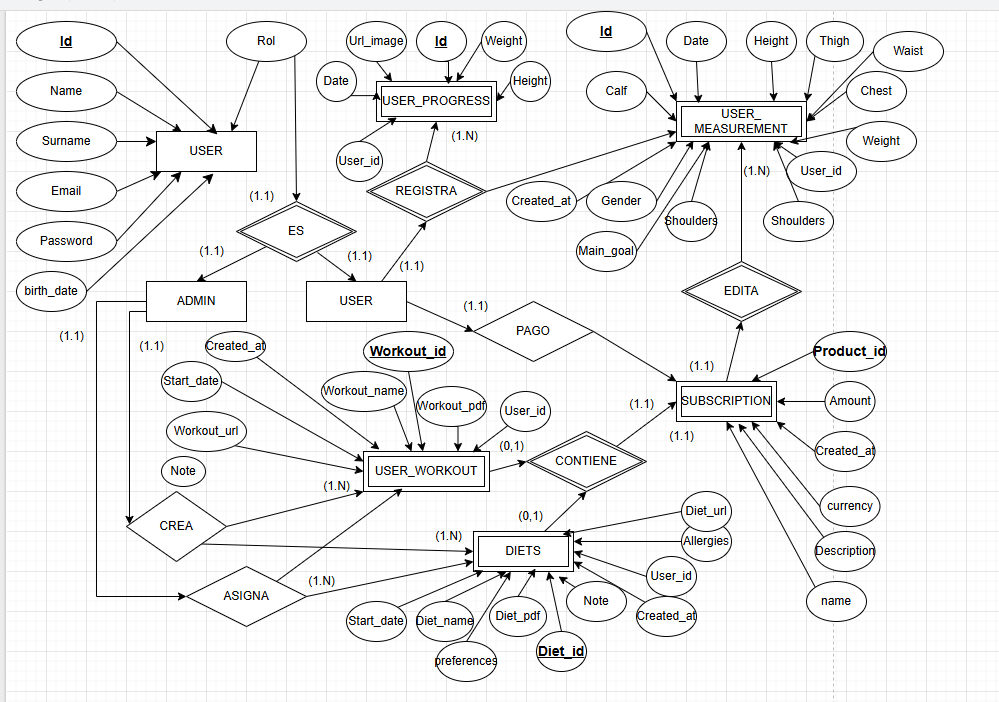 Id
Rol
Url_image
Id
Weight
Id
Date
Height
Thigh
Waist
Name
Date
Height
Calf
Chest
USER_PROGRESS
USER_
MEASUREMENT
Surname
USER
(1.N)
Weight
User_id
(1.N)
User_id
Email
(1.1)
REGISTRA
Created_at
Gender
Shoulders
Shoulders
Password
ES
(1.1)
(1.1)
(1.1)
Main_goal
birth_date
ADMIN
USER
EDITA
(1.1)
PAGO
(1.1)
(1.1)
Created_at
Workout_id
Product_id
(1.1)
Start_date
Workout_name
Workout_pdf
User_id
(1.1)
SUBSCRIPTION
Amount
Workout_url
(0,1)
(1.1)
Created_at
Note
USER_WORKOUT
CONTIENE
(1.N)
CREA
(0,1)
Diet_url
currency
(1.N)
DIETS
Allergies
Description
(1.N)
User_id
ASIGNA
Start_date
Diet_name
Diet_pdf
Note
Created_at
name
preferences
Diet_id